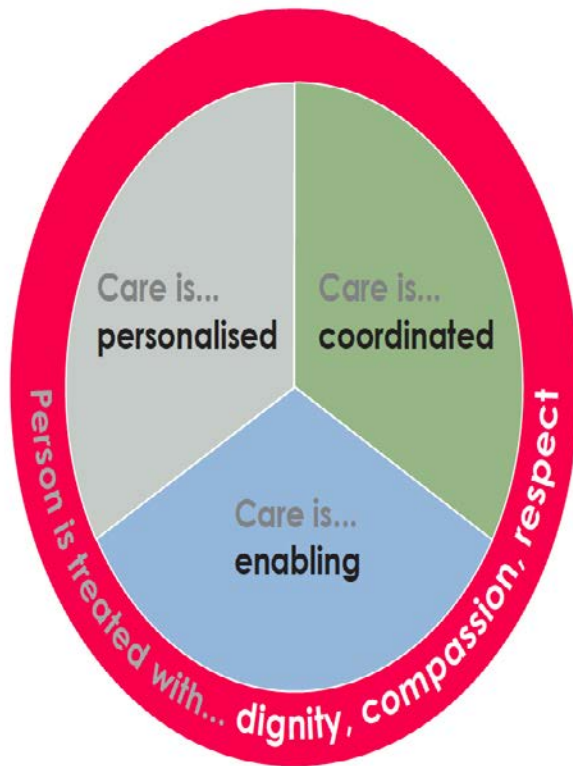 Care is...
personalised
Care is...
coordinated
Care is...
enabling
Person is treated with... dignity, compassion, respect